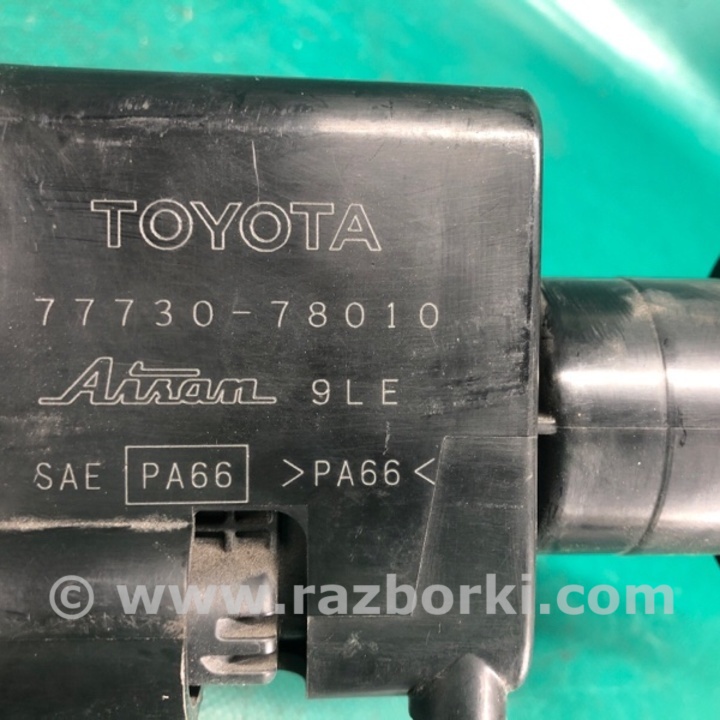 TOYOTA
77730-78010
Aisan 9LE
SAE PA66 >PA66<
© www.razborki.com